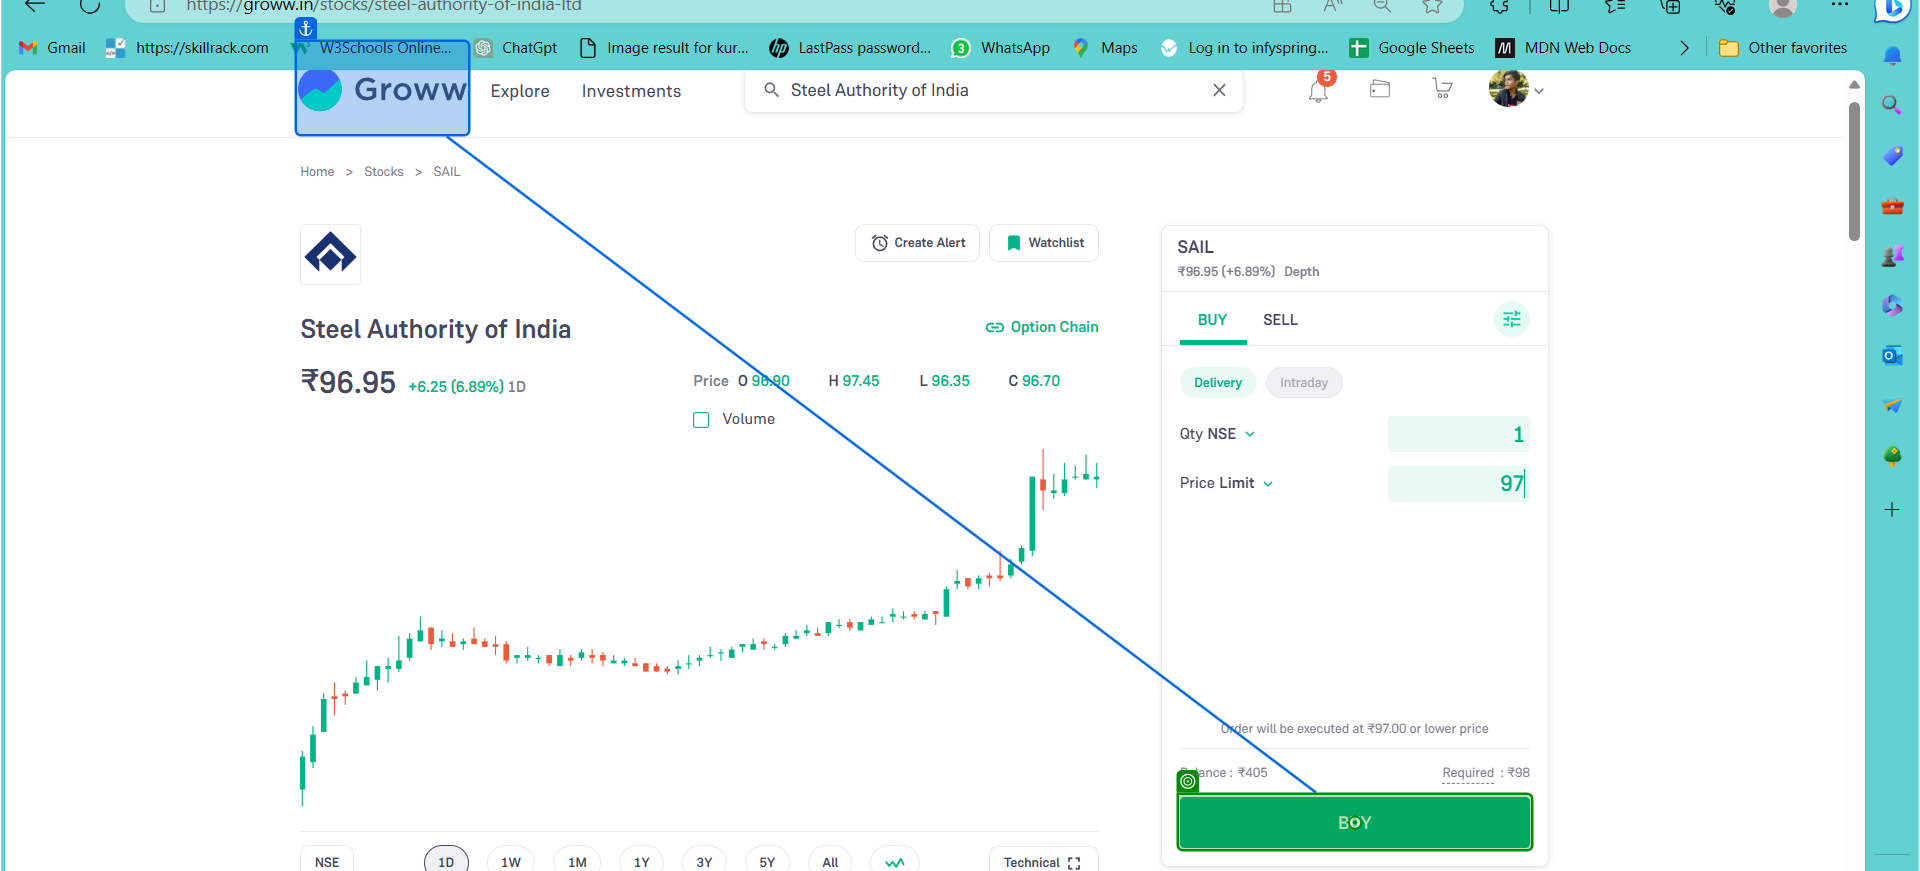 https://groww.in/stocks/steel-authority-of-india-ltd
Gmail https://skillrack.com W3Schools Online... ChatGpt Image result for kur... LastPass password... 3 WhatsApp Maps Log in to infyspring... Google Sheets M MDN Web Docs Other favorites
Groww Explore Investments Steel Authority of India 5
Home > Stocks > SAIL
Create Alert Watchlist
SAIL
₹96.95 (+6.89%) Depth
Steel Authority of India
Option Chain
BUY SELL
₹96.95 +6.25 (6.89%) 1D
Price O 96.90 H 97.45 L 96.35 C 96.70
Volume
Delivery Intraday
Qty NSE 1
Price Limit 97
Order will be executed at ₹97.00 or lower price
Balance : ₹405 Required : ₹98
BUY
NSE 1D 1W 1M 1Y 3Y 5Y All Technical